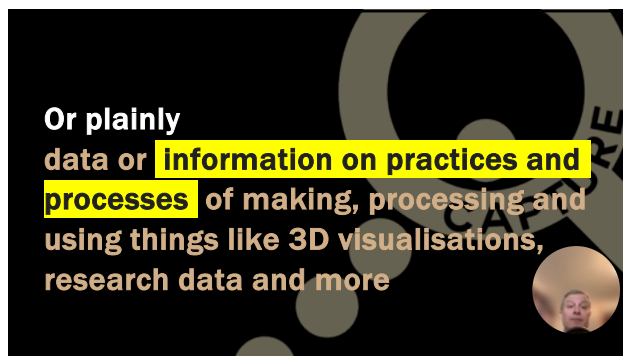 Or plainly
data or information on practices and
processes of making, processing and
using things like 3D visualisations,
research data and more
CAPTURE